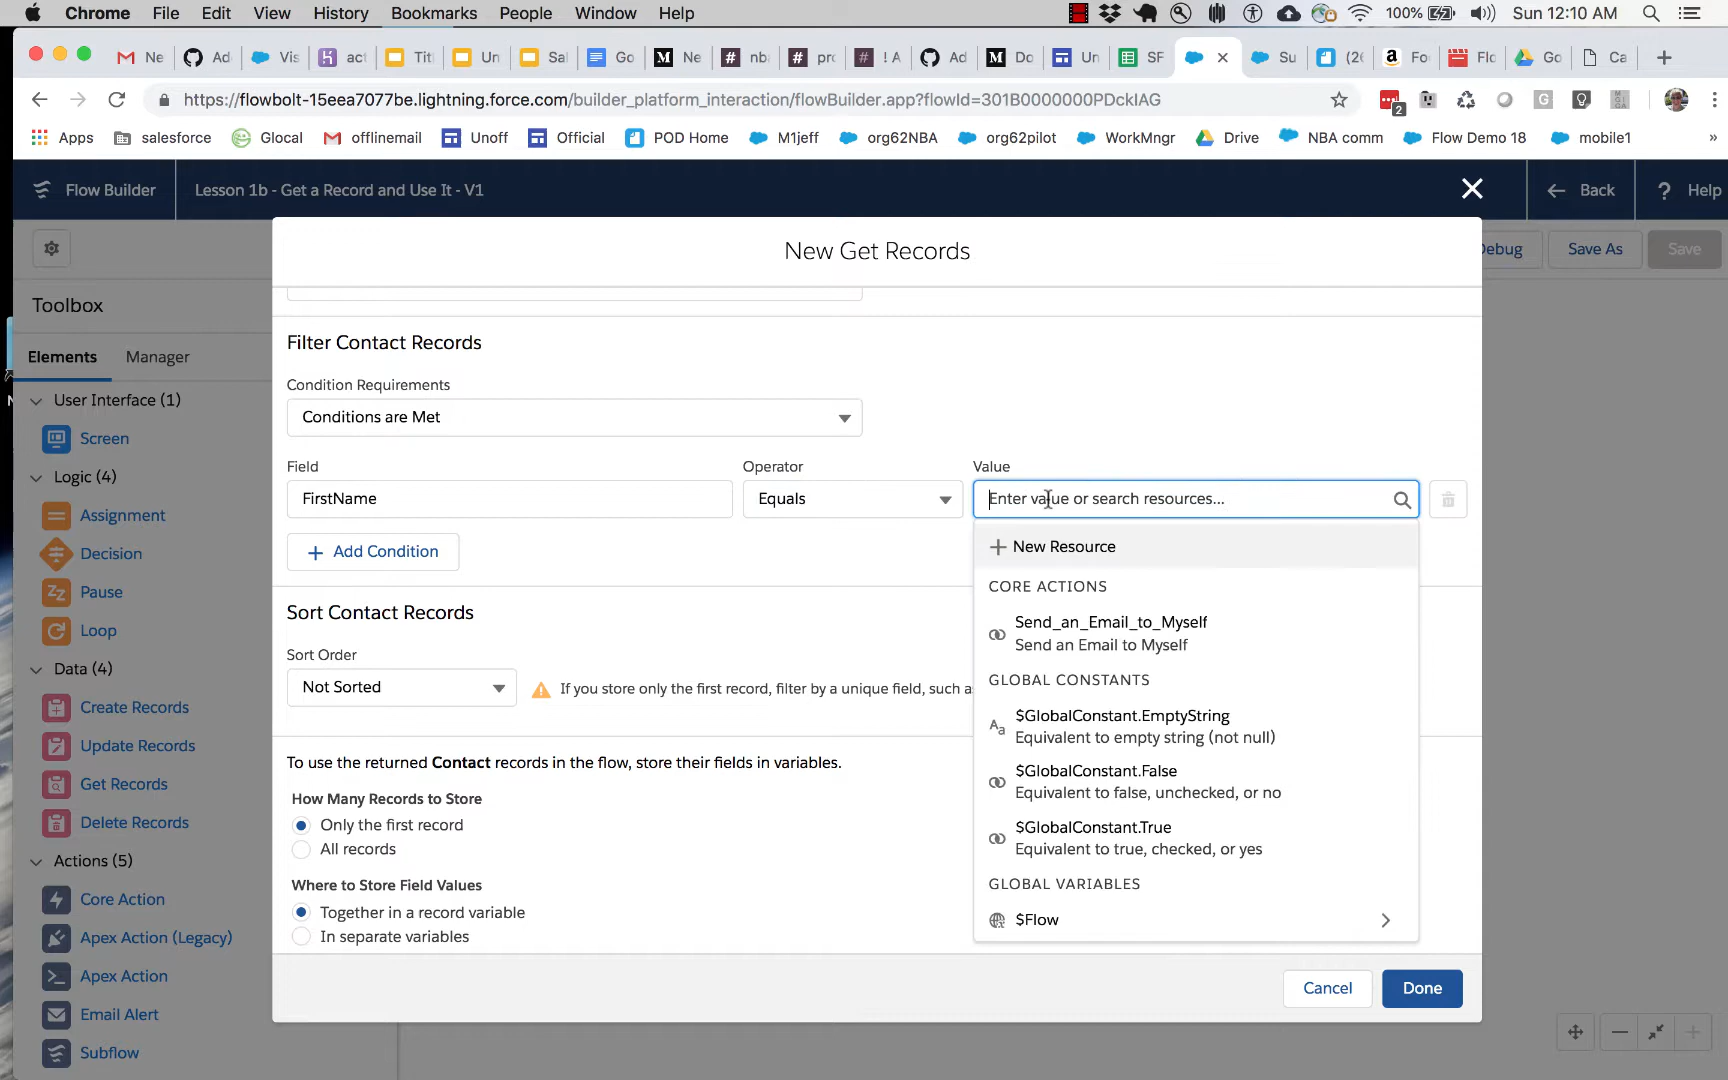 Chrome File Edit View History Bookmarks People Window Help 100% Sun 12:10 AM
Ne Ad Vis act Titl Un Sal Go Ne nb pro ! A Ad Do Un SF Su (2( Fo Flo Go Ca
https://flowbolt-15eea7077be.lightning.force.com/builder_platform_interaction/flowBuilder.app?flowId=301B0000000PDckIAG 2
Apps salesforce Glocal offlinemail Unoff Official POD Home M1jeff org62NBA org62pilot WorkMngr Drive NBA comm Flow Demo 18 mobile1 »
Flow Builder Lesson 1b - Get a Record and Use It - V1 Back ? Help
New Get Records
Debug Save As Save
Toolbox
Elements Manager
User Interface (1)
Screen
Logic (4)
Assignment
Decision
Pause
Loop
Data (4)
Create Records
Update Records
Get Records
Delete Records
Actions (5)
Core Action
Apex Action (Legacy)
Apex Action
Email Alert
Subflow
Filter Contact Records
Condition Requirements
Conditions are Met
Field Operator Value
FirstName Equals Enter value or search resources...
+ Add Condition
Sort Contact Records
Sort Order
Not Sorted If you store only the first record, filter by a unique field, such as
To use the returned Contact records in the flow, store their fields in variables.
How Many Records to Store
Only the first record
All records
Where to Store Field Values
Together in a record variable
In separate variables
+ New Resource
CORE ACTIONS
Send_an_Email_to_Myself
Send an Email to Myself
GLOBAL CONSTANTS
$GlobalConstant.EmptyString
Equivalent to empty string (not null)
$GlobalConstant.False
Equivalent to false, unchecked, or no
$GlobalConstant.True
Equivalent to true, checked, or yes
GLOBAL VARIABLES
$Flow
Cancel Done